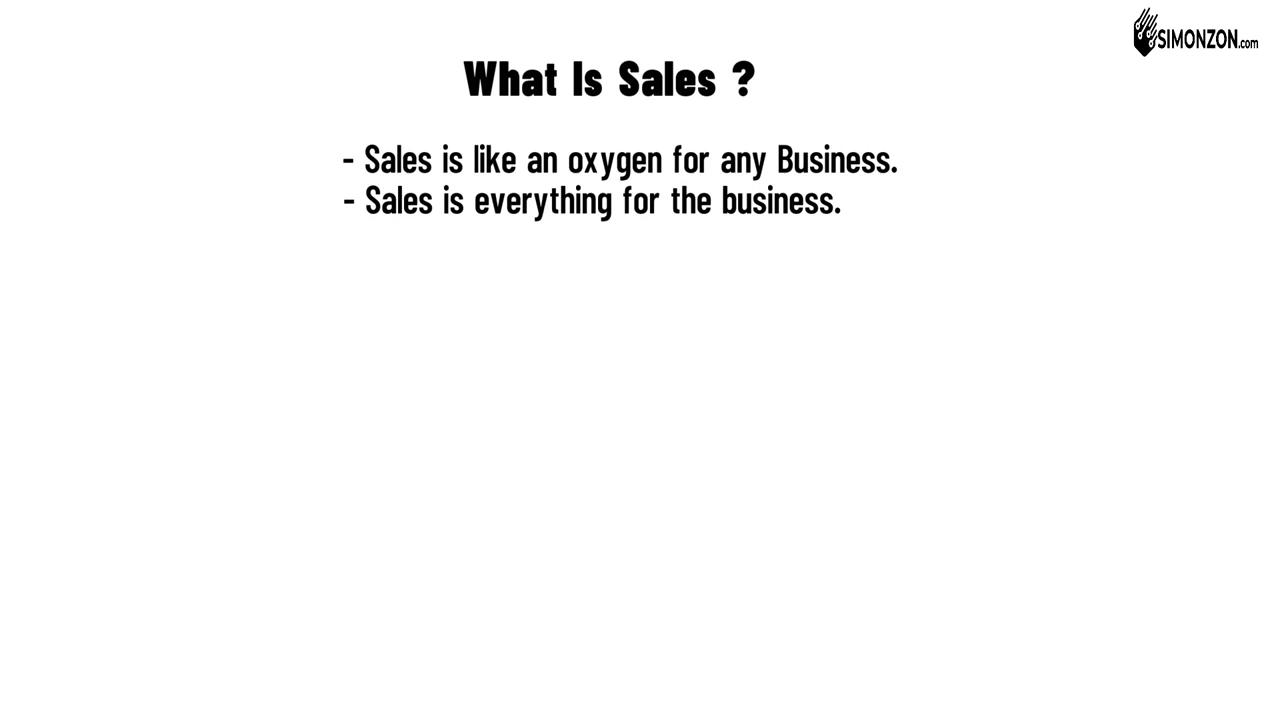 SIMONZON.com
What Is Sales ?
- Sales is like an oxygen for any Business.
- Sales is everything for the business.